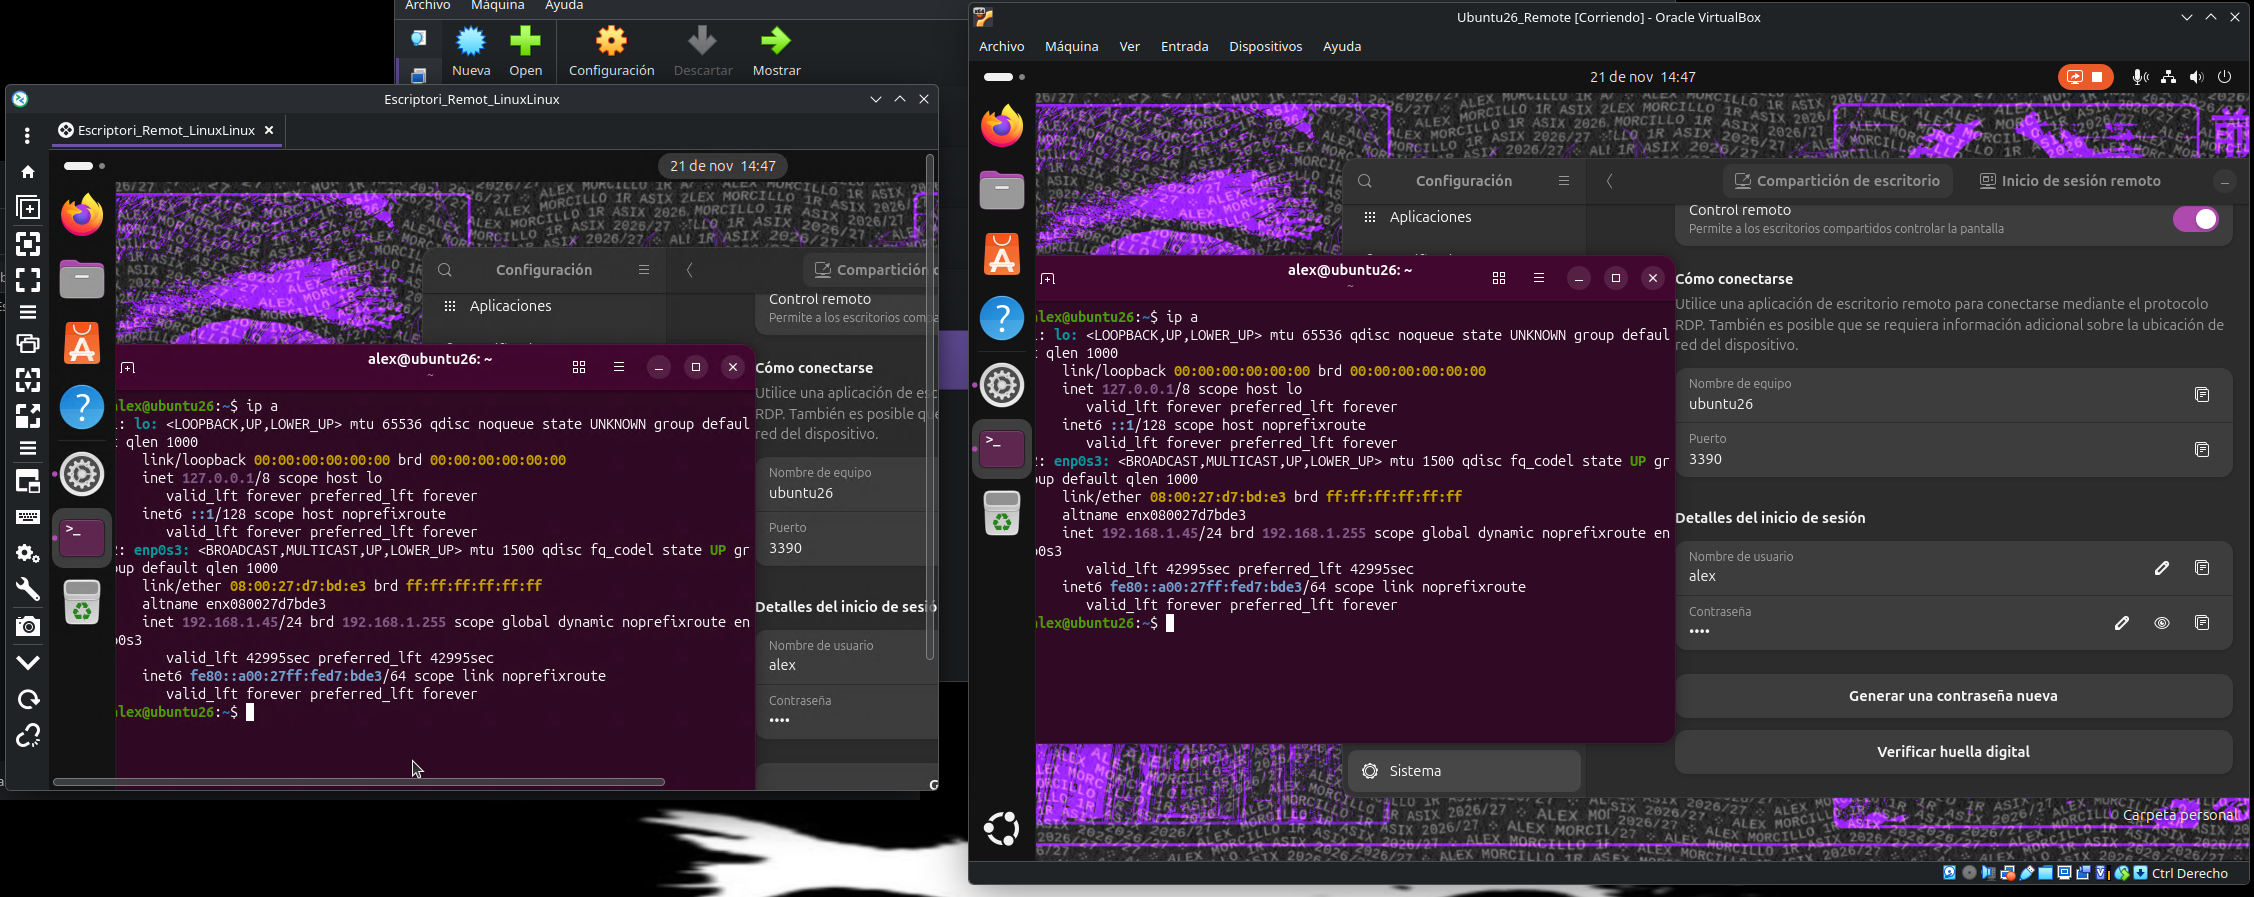 Archivo Máquina Ayuda
Nueva Open Configuración Descartar Mostrar
Escriptori_Remot_LinuxLinux
Escriptori_Remot_LinuxLinux
21 de nov 14:47
Configuración
Compartición
Aplicaciones
Control remoto
Permite a los escritorios
Cómo conectarse
Utilice una aplicación de
RDP. También es posible
red del dispositivo.
Nombre de equipo
ubuntu26
Puerto
3390
Detalles del inicio de
Nombre de usuario
alex
Contraseña
••••
alex@ubuntu26: ~
~
alex@ubuntu26:~$ ip a
: lo: <LOOPBACK,UP,LOWER_UP> mtu 65536 qdisc noqueue state UNKNOWN group defaul
t qlen 1000
link/loopback 00:00:00:00:00:00 brd 00:00:00:00:00:00
inet 127.0.0.1/8 scope host lo
valid_lft forever preferred_lft forever
inet6 ::1/128 scope host noprefixroute
valid_lft forever preferred_lft forever
2: enp0s3: <BROADCAST,MULTICAST,UP,LOWER_UP> mtu 1500 qdisc fq_codel state UP gr
oup default qlen 1000
link/ether 08:00:27:d7:bd:e3 brd ff:ff:ff:ff:ff:ff
altname enx080027d7bde3
inet 192.168.1.45/24 brd 192.168.1.255 scope global dynamic noprefixroute en
p0s3
valid_lft 42995sec preferred_lft 42995sec
inet6 fe80::a00:27ff:fed7:bde3/64 scope link noprefixroute
valid_lft forever preferred_lft forever
alex@ubuntu26:~$
Ubuntu26_Remote [Corriendo] - Oracle VirtualBox
Archivo Máquina Ver Entrada Dispositivos Ayuda
21 de nov 14:47
ALEX MORCILLO 1R ASIX 2026/27
Configuración
Compartición de escritorio
Inicio de sesión remoto
Aplicaciones
Control remoto
Permite a los escritorios compartidos controlar la pantalla
Cómo conectarse
Utilice una aplicación de escritorio remoto para conectarse mediante el protocolo
RDP. También es posible que se requiera información adicional sobre la ubicación de
red del dispositivo.
Nombre de equipo
ubuntu26
Puerto
3390
Detalles del inicio de sesión
Nombre de usuario
alex
Contraseña
••••
Generar una contraseña nueva
Verificar huella digital
Sistema
Carpeta personal
alex@ubuntu26: ~
~
alex@ubuntu26:~$ ip a
: lo: <LOOPBACK,UP,LOWER_UP> mtu 65536 qdisc noqueue state UNKNOWN group defaul
t qlen 1000
link/loopback 00:00:00:00:00:00 brd 00:00:00:00:00:00
inet 127.0.0.1/8 scope host lo
valid_lft forever preferred_lft forever
inet6 ::1/128 scope host noprefixroute
valid_lft forever preferred_lft forever
2: enp0s3: <BROADCAST,MULTICAST,UP,LOWER_UP> mtu 1500 qdisc fq_codel state UP gr
oup default qlen 1000
link/ether 08:00:27:d7:bd:e3 brd ff:ff:ff:ff:ff:ff
altname enx080027d7bde3
inet 192.168.1.45/24 brd 192.168.1.255 scope global dynamic noprefixroute en
p0s3
valid_lft 42995sec preferred_lft 42995sec
inet6 fe80::a00:27ff:fed7:bde3/64 scope link noprefixroute
valid_lft forever preferred_lft forever
alex@ubuntu26:~$
Ctrl Derecho